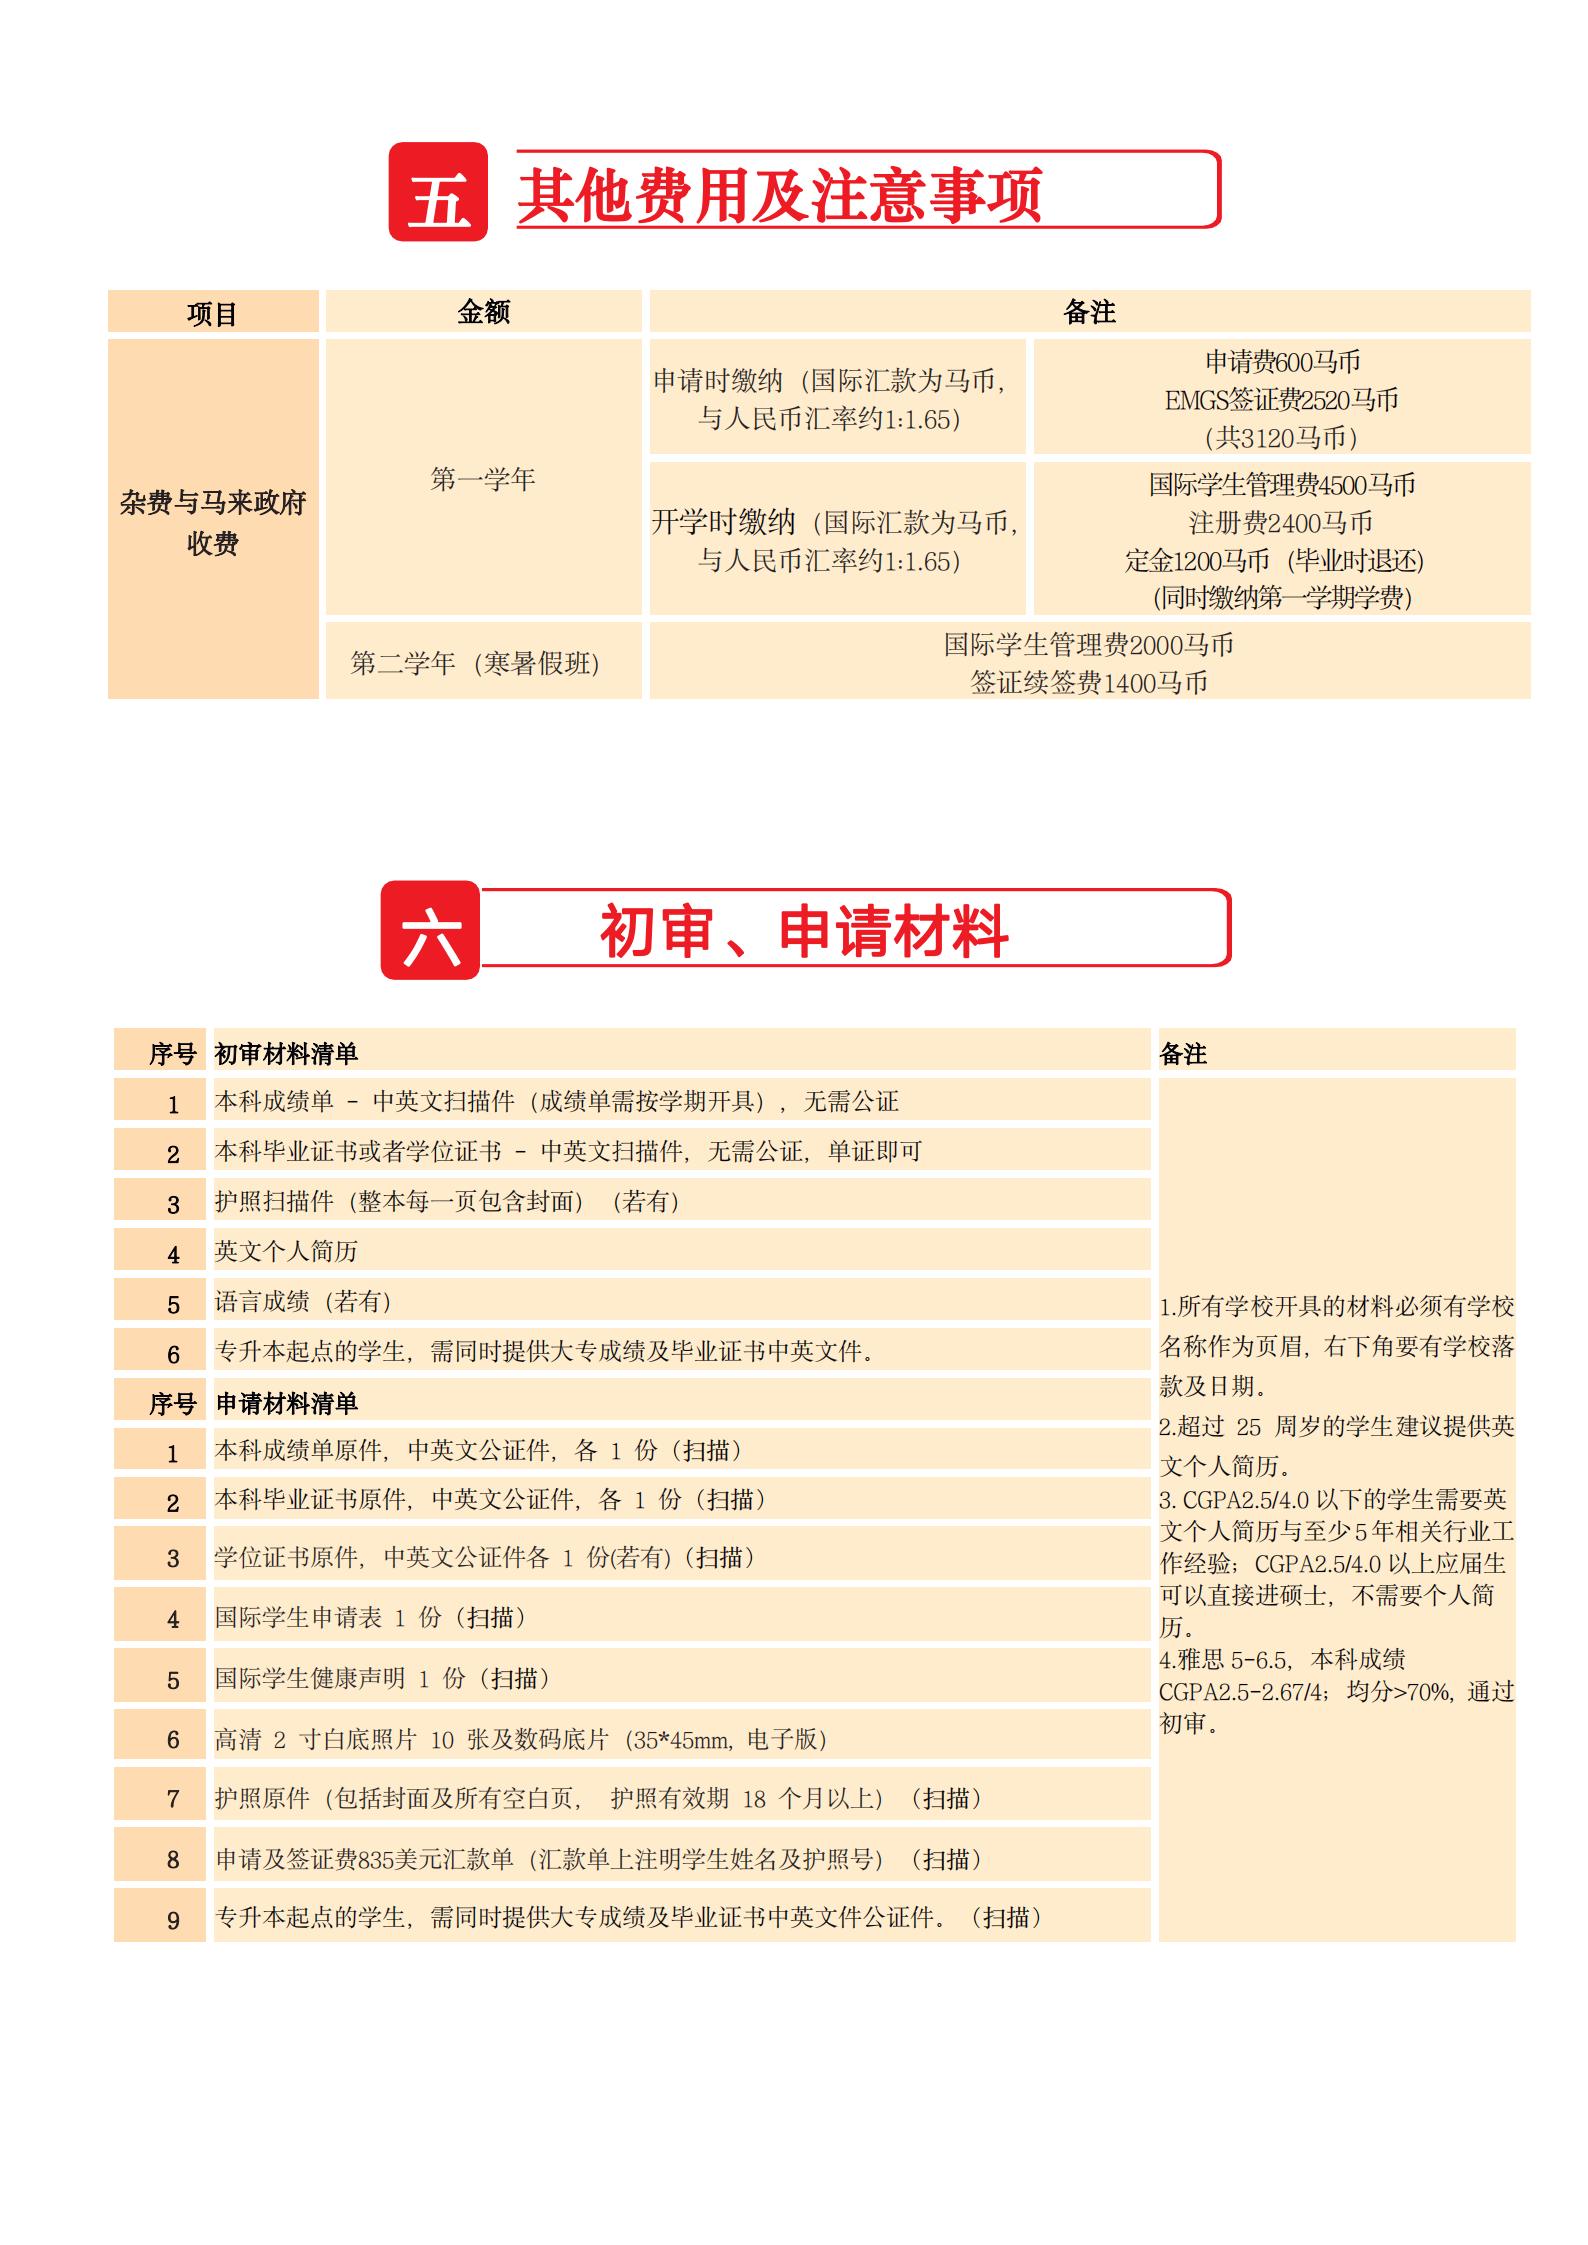 五 其他费用及注意事项
项目 金额 备注
杂费与马来政府
收费
第一学年
申请时缴纳（国际汇款为马币，
与人民币汇率约1:1.65）
申请费600马币
EMGS签证费2520马币
（共3120马币）
开学时缴纳（国际汇款为马币，
与人民币汇率约1:1.65）
国际学生管理费4500马币
注册费2400马币
定金1200马币（毕业时退还）
（同时缴纳第一学期学费）
第二学年（寒暑假班）
国际学生管理费2000马币
签证续签费1400马币
六 初审、申请材料
序号 初审材料清单 备注
1 本科成绩单 - 中英文扫描件（成绩单需按学期开具），无需公证
2 本科毕业证书或者学位证书 - 中英文扫描件，无需公证，单证即可
3 护照扫描件（整本每一页包含封面）（若有）
4 英文个人简历
5 语言成绩（若有）
6 专升本起点的学生，需同时提供大专成绩及毕业证书中英文件。
序号 申请材料清单
1 本科成绩单原件，中英文公证件，各 1 份（扫描）
2 本科毕业证书原件，中英文公证件，各 1 份（扫描）
3 学位证书原件，中英文公证件各 1 份(若有)（扫描）
4 国际学生申请表 1 份（扫描）
5 国际学生健康声明 1 份（扫描）
6 高清 2 寸白底照片 10 张及数码底片（35*45mm，电子版）
7 护照原件（包括封面及所有空白页， 护照有效期 18 个月以上）（扫描）
8 申请及签证费835美元汇款单（汇款单上注明学生姓名及护照号）（扫描）
9 专升本起点的学生，需同时提供大专成绩及毕业证书中英文件公证件。（扫描）
1.所有学校开具的材料必须有学校
名称作为页眉，右下角要有学校落
款及日期。
2.超过 25 周岁的学生建议提供英
文个人简历。
3. CGPA2.5/4.0 以下的学生需要英
文个人简历与至少 5 年相关行业工
作经验；CGPA2.5/4.0 以上应届生
可以直接进硕士，不需要个人简
历。
4.雅思 5-6.5，本科成绩
CGPA2.5-2.67/4；均分>70%，通过
初审。